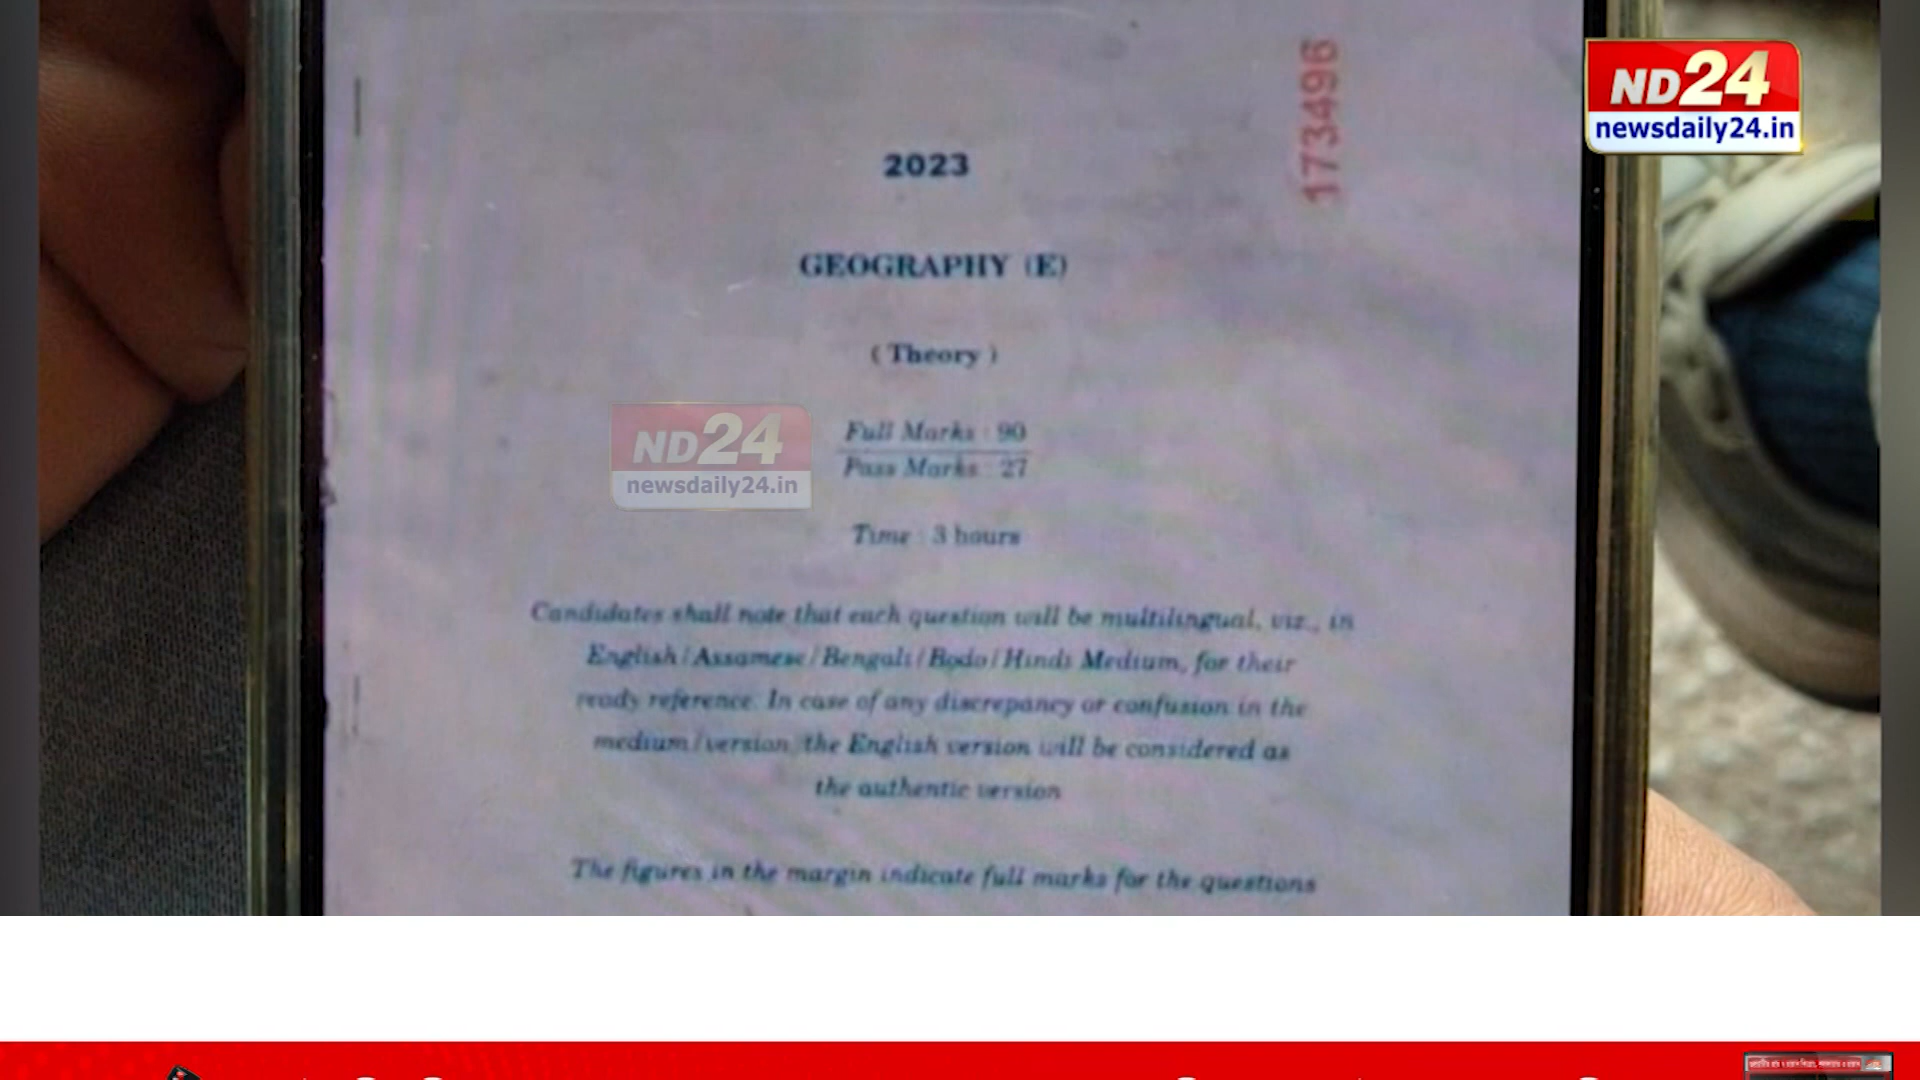 173496
ND24
newsdaily24.in
2023
GEOGRAPHY (E)
( Theory )
Full Marks : 90
Pass Marks : 27
ND24
newsdaily24.in
Time : 3 hours
Candidates shall note that each question will be multilingual, viz., in
English/Assamese/Bengali/Bodo/Hindi Medium, for their
ready reference. In case of any discrepancy or confusion in the
medium/version, the English version will be considered as
the authentic version
The figures in the margin indicate full marks for the questions